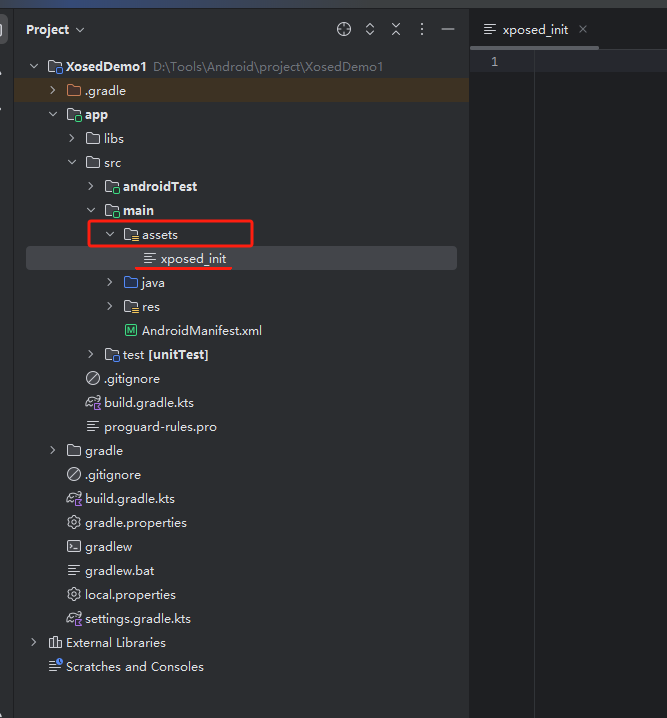 Project
xposed_init
XosedDemo1 D:\Tools\Android\project\XosedDemo1
1
.gradle
app
libs
src
androidTest
main
assets
xposed_init
java
res
AndroidManifest.xml
test [unitTest]
.gitignore
build.gradle.kts
proguard-rules.pro
gradle
.gitignore
build.gradle.kts
gradle.properties
gradlew
gradlew.bat
local.properties
settings.gradle.kts
External Libraries
Scratches and Consoles